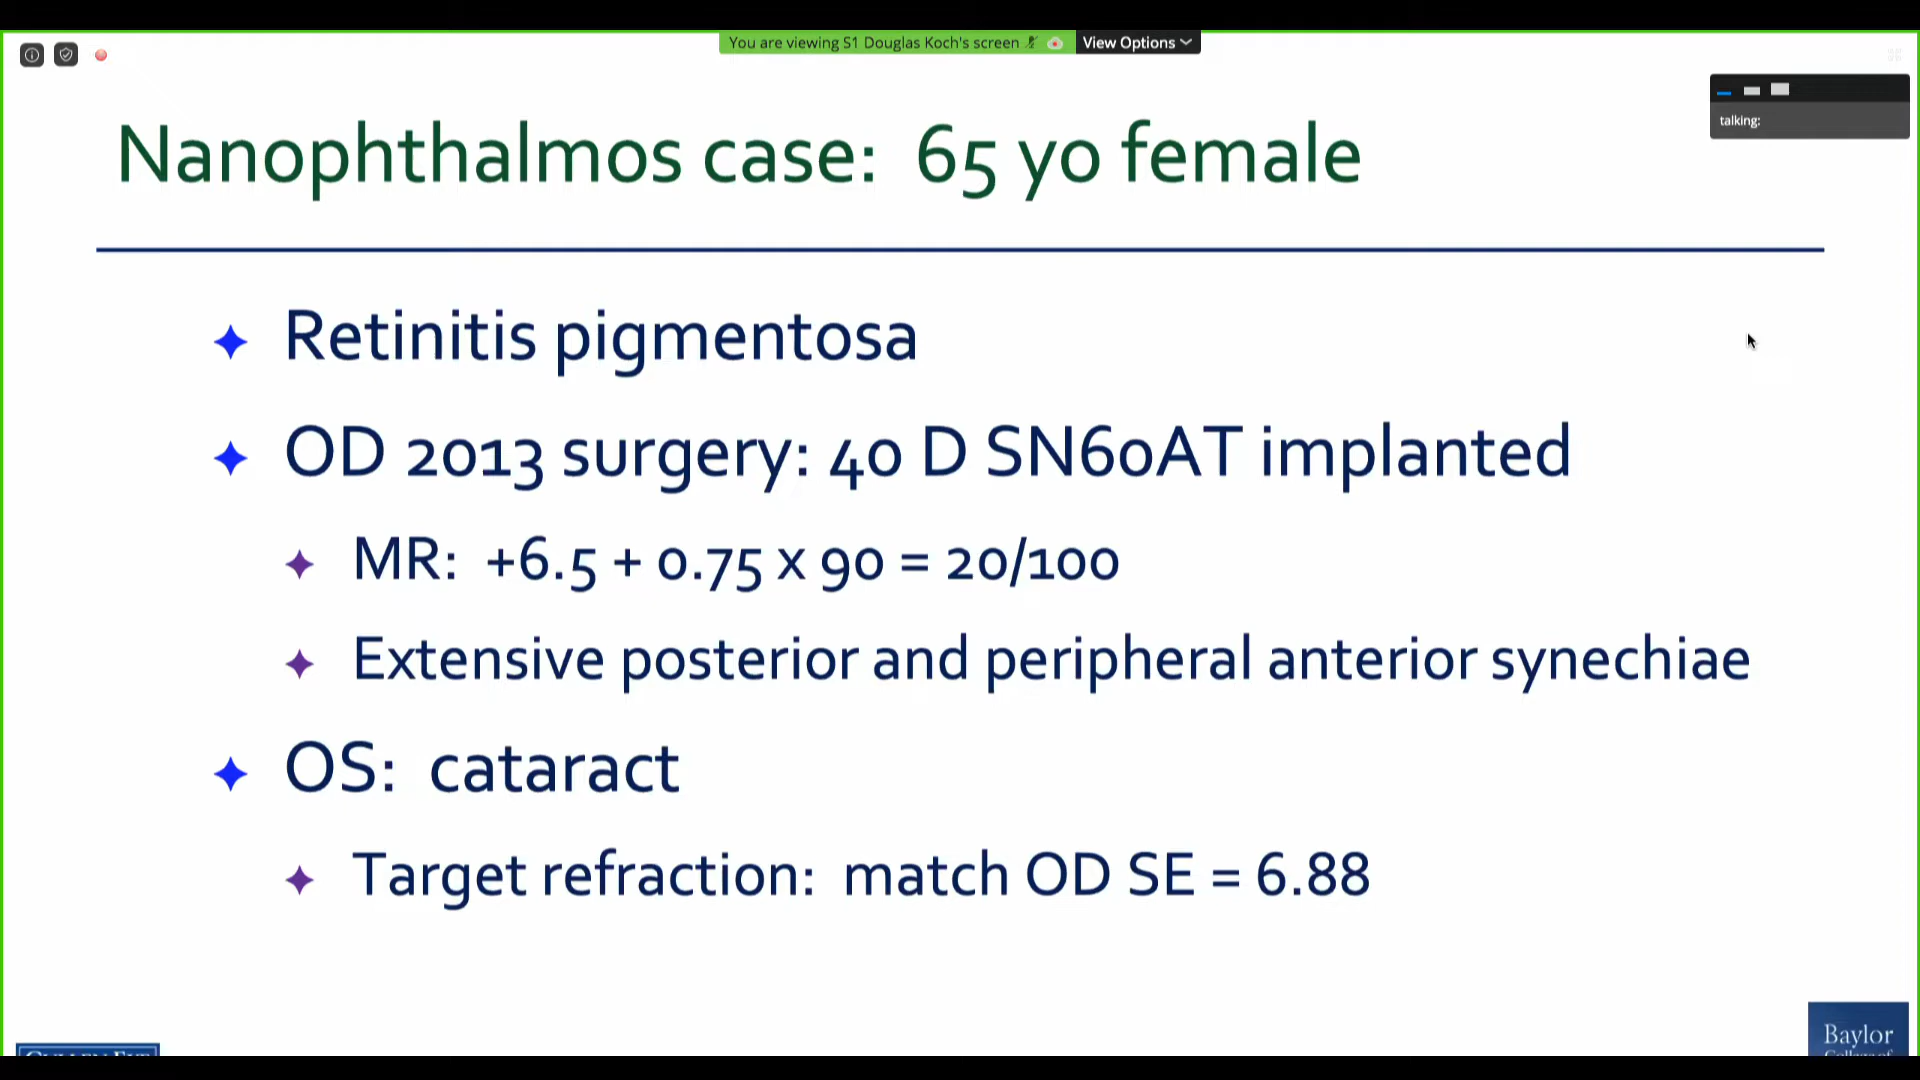 You are viewing S1 Douglas Koch's screen
View Options
talking:
Nanophthalmos case: 65 yo female
Retinitis pigmentosa
OD 2013 surgery: 40 D SN60AT implanted
MR: +6.5 + 0.75 x 90 = 20/100
Extensive posterior and peripheral anterior synechiae
OS: cataract
Target refraction: match OD SE = 6.88
Baylor
College of